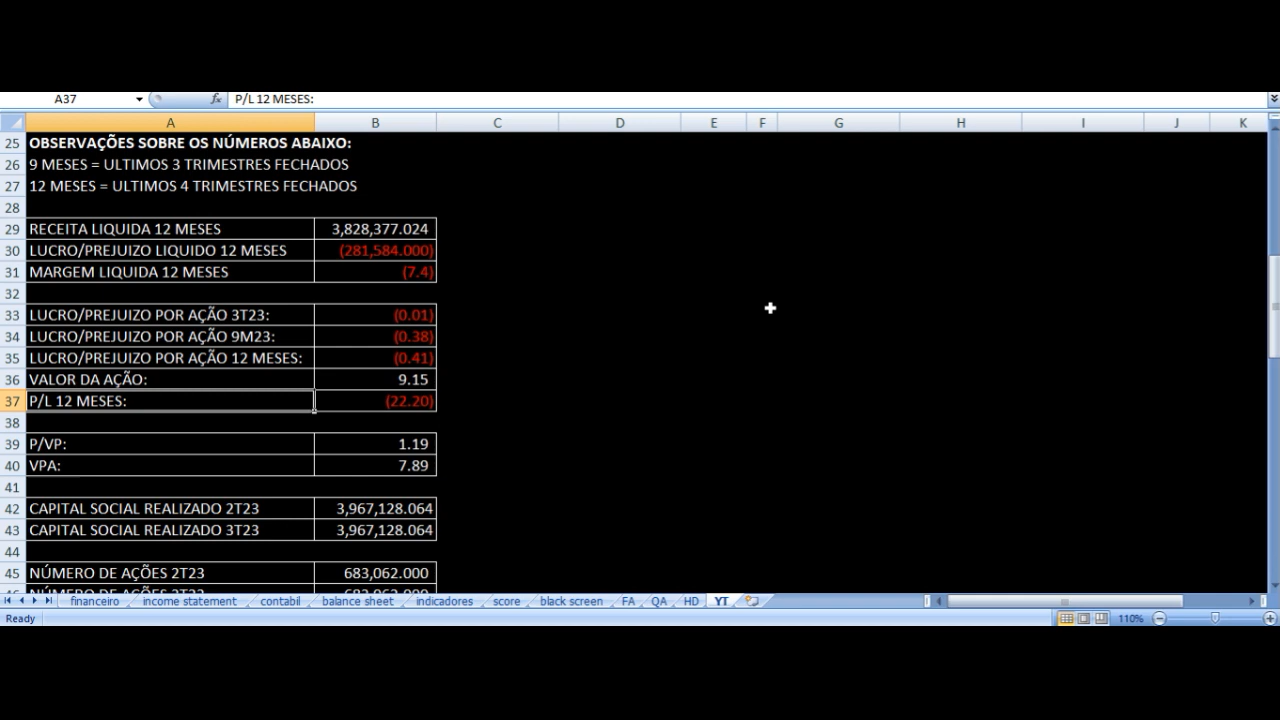 A37 fx P/L 12 MESES:
A B C D E F G H I J K
25 OBSERVAÇÕES SOBRE OS NÚMEROS ABAIXO:
26 9 MESES = ULTIMOS 3 TRIMESTRES FECHADOS
27 12 MESES = ULTIMOS 4 TRIMESTRES FECHADOS
28
29 RECEITA LIQUIDA 12 MESES 3,828,377.024
30 LUCRO/PREJUIZO LIQUIDO 12 MESES (281,584.000)
31 MARGEM LIQUIDA 12 MESES (7.4)
32
33 LUCRO/PREJUIZO POR AÇÃO 3T23: (0.01)
34 LUCRO/PREJUIZO POR AÇÃO 9M23: (0.38)
35 LUCRO/PREJUIZO POR AÇÃO 12 MESES: (0.41)
36 VALOR DA AÇÃO: 9.15
37 P/L 12 MESES: (22.20)
38
39 P/VP: 1.19
40 VPA: 7.89
41
42 CAPITAL SOCIAL REALIZADO 2T23 3,967,128.064
43 CAPITAL SOCIAL REALIZADO 3T23 3,967,128.064
44
45 NÚMERO DE AÇÕES 2T23 683,062.000
financeiro income statement contabil balance sheet indicadores score black screen FA QA HD YT
Ready 110%